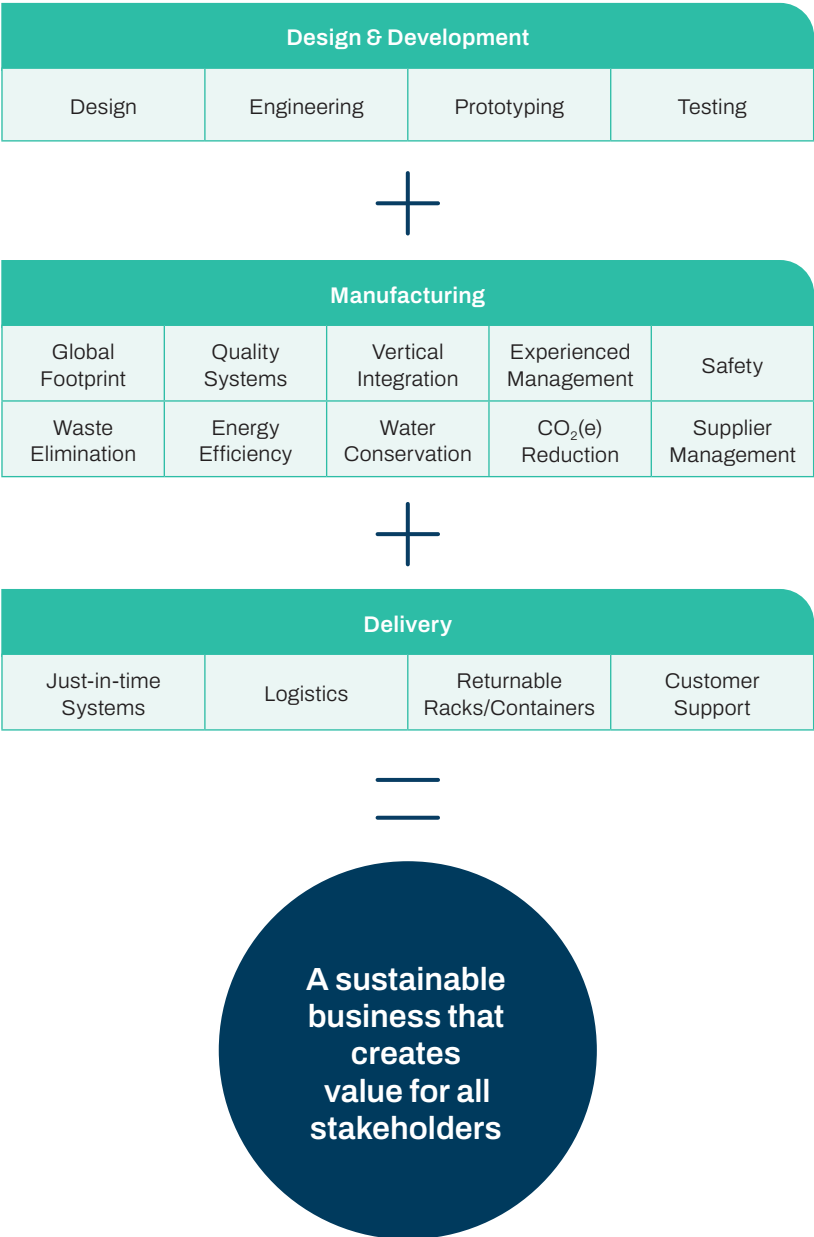 Design & Development
Design
Engineering
Prototyping
Testing
+
Manufacturing
Global
Footprint
Quality
Systems
Vertical
Integration
Experienced
Management
Safety
Waste
Elimination
Energy
Efficiency
Water
Conservation
CO₂(e)
Reduction
Supplier
Management
+
Delivery
Just-in-time
Systems
Logistics
Returnable
Racks/Containers
Customer
Support
=
A sustainable
business that
creates
value for all
stakeholders